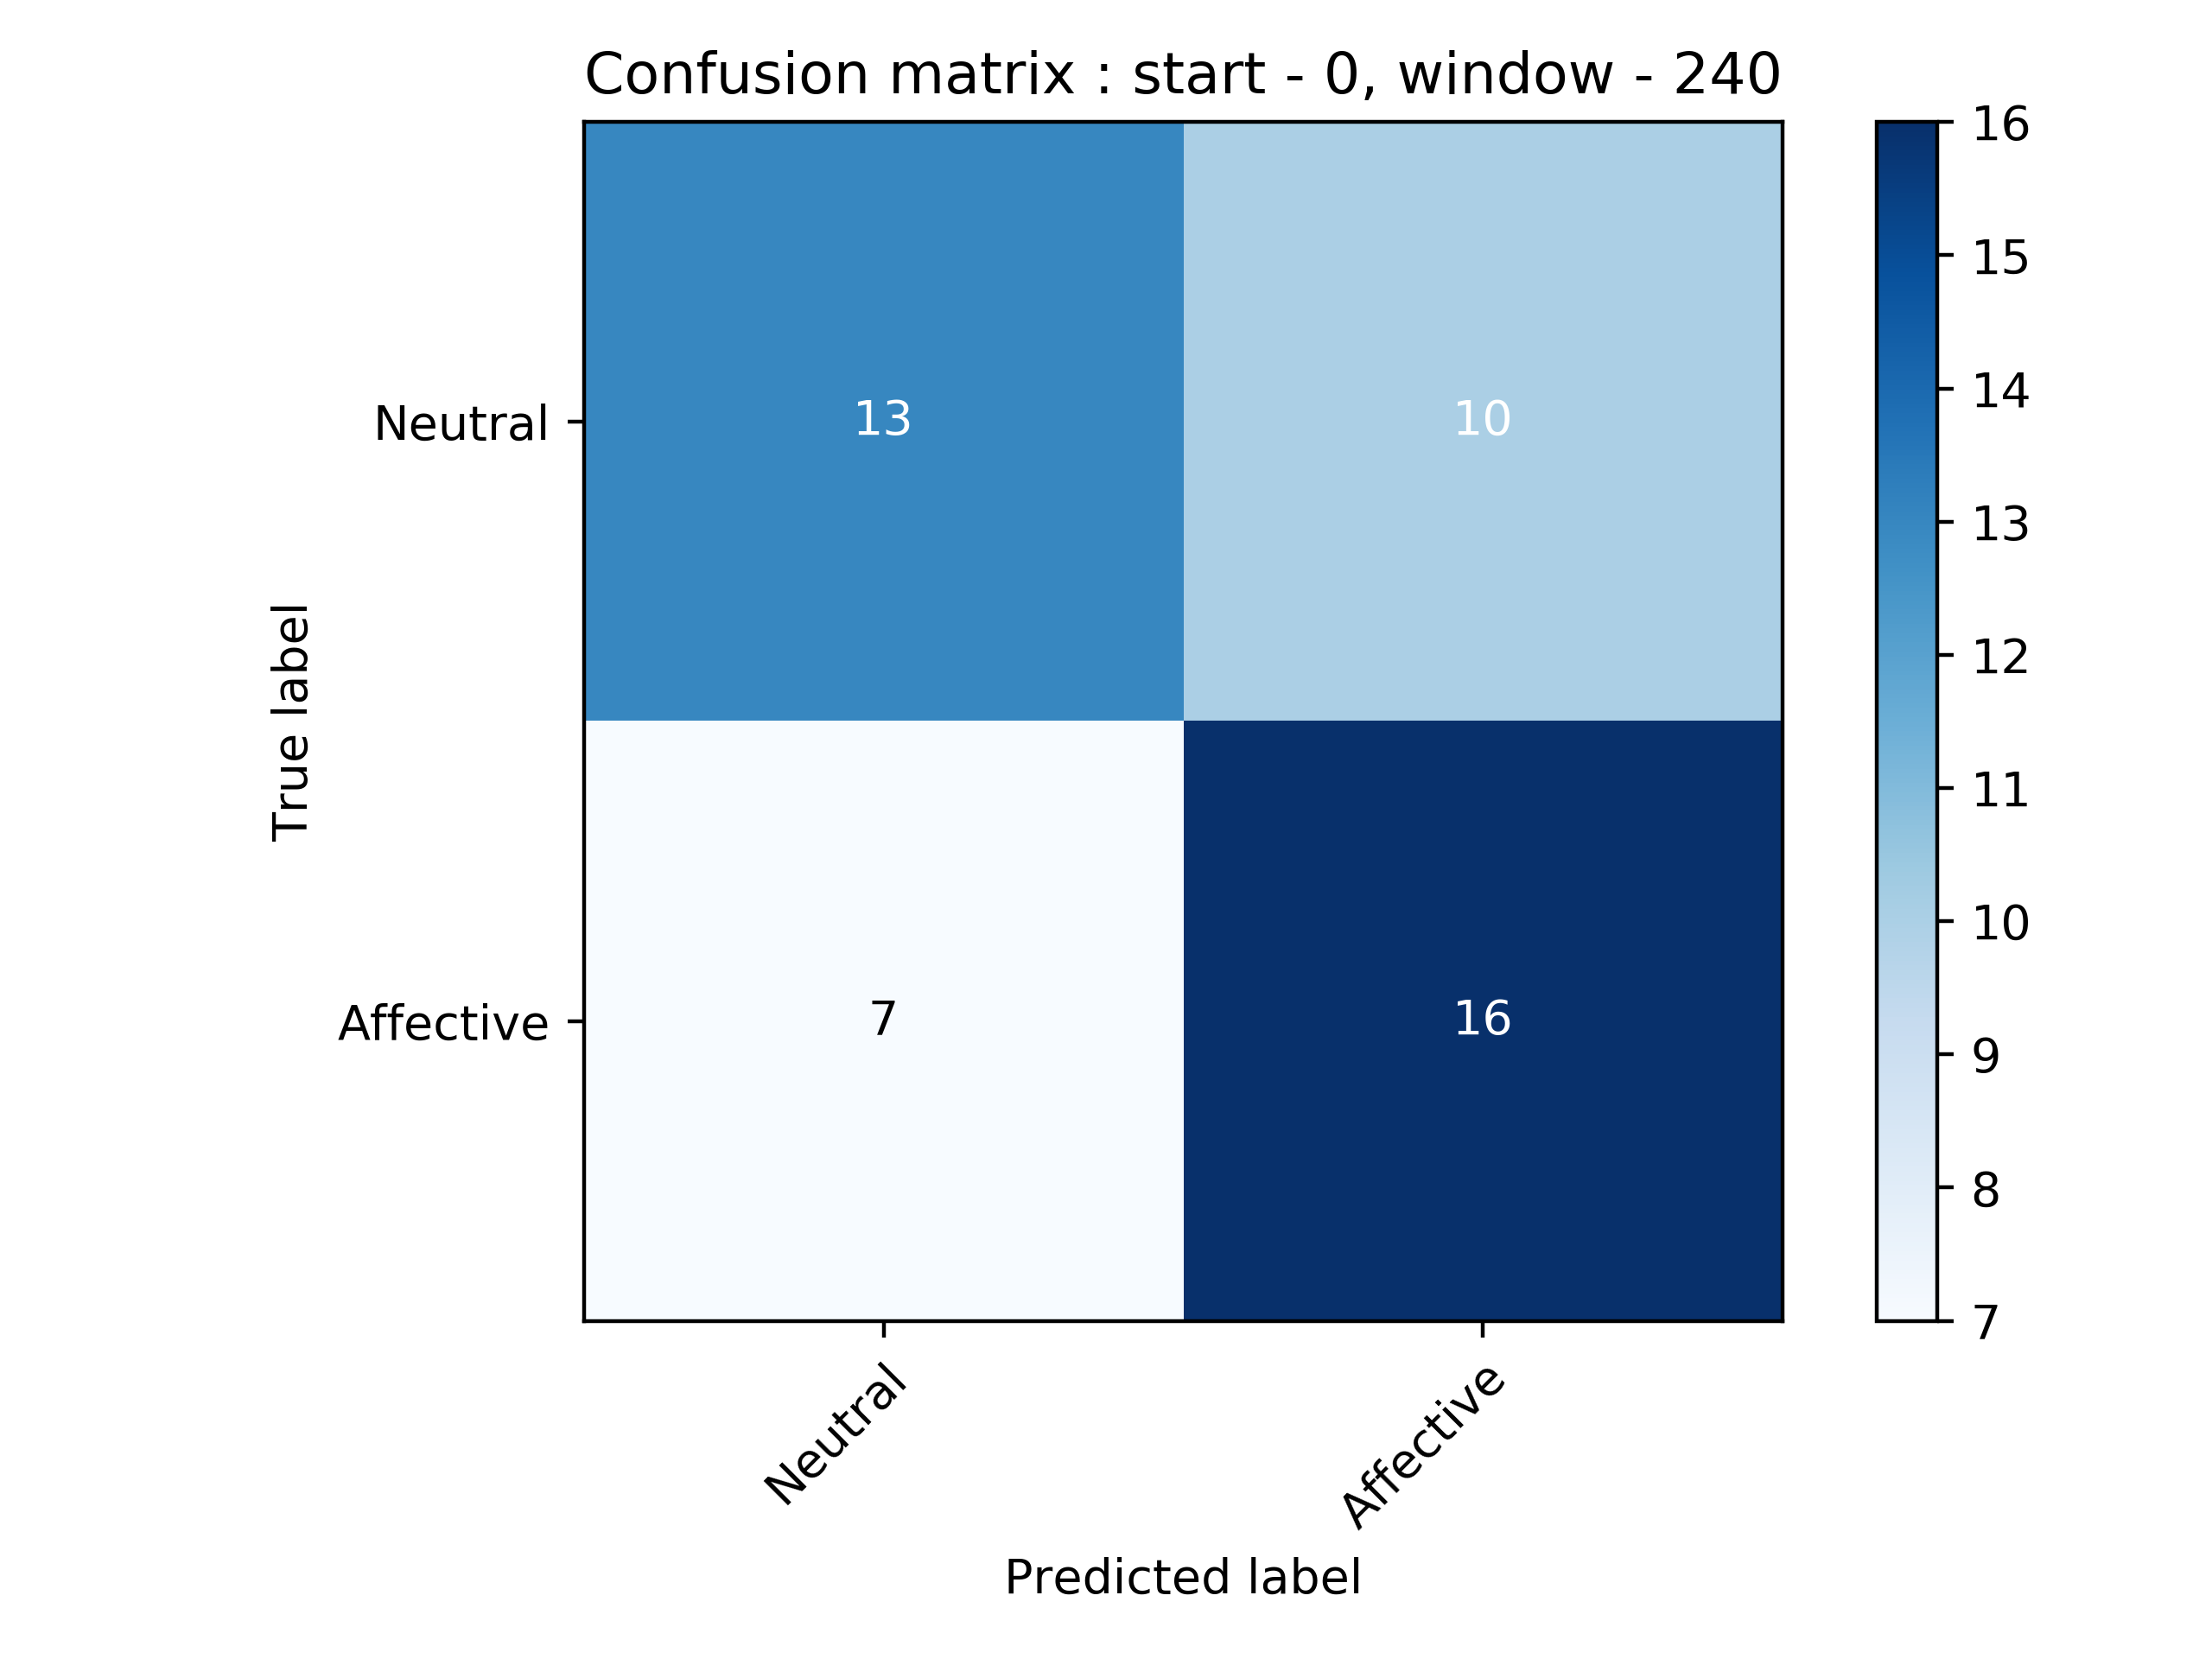 Confusion matrix : start - 0, window - 240
True label
Neutral
Affective
13
10
7
16
Neutral
Affective
Predicted label
16
15
14
13
12
11
10
9
8
7